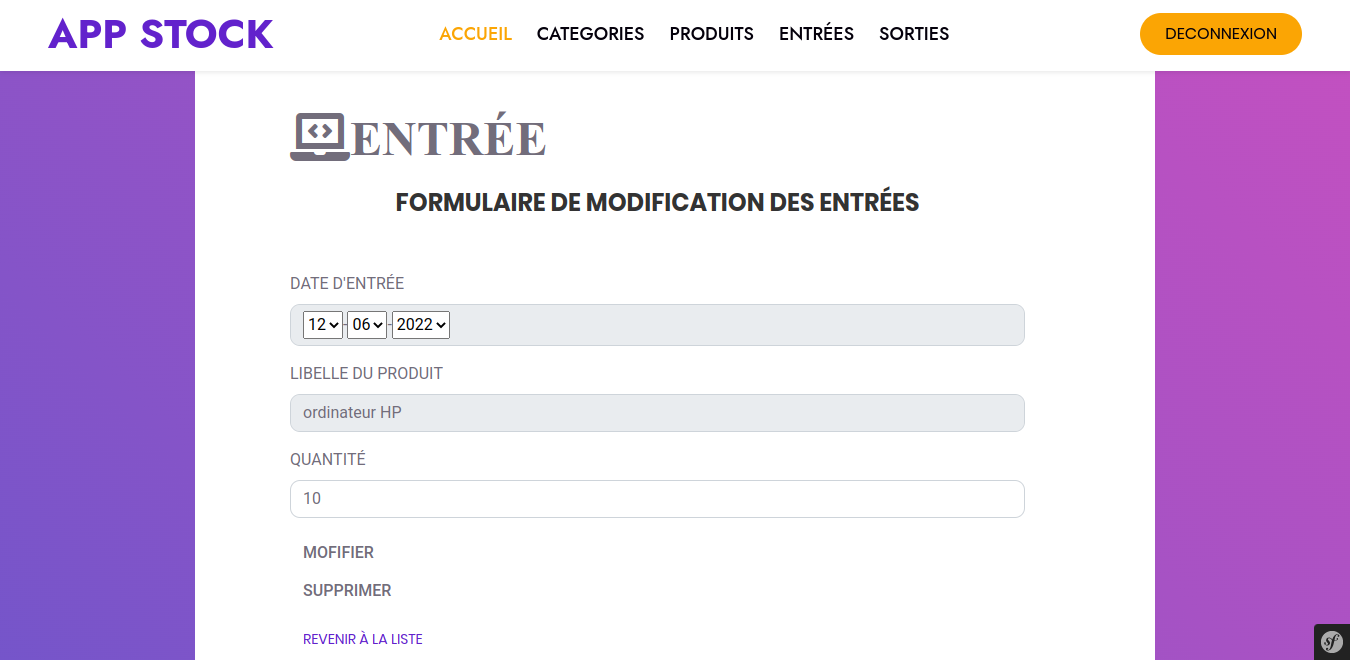 APP STOCK
ACCUEIL CATEGORIES PRODUITS ENTRÉES SORTIES
DECONNEXION
ENTRÉE
FORMULAIRE DE MODIFICATION DES ENTRÉES
DATE D'ENTRÉE
12 - 06 - 2022
LIBELLE DU PRODUIT
ordinateur HP
QUANTITÉ
10
MOFIFIER
SUPPRIMER
REVENIR À LA LISTE
sf